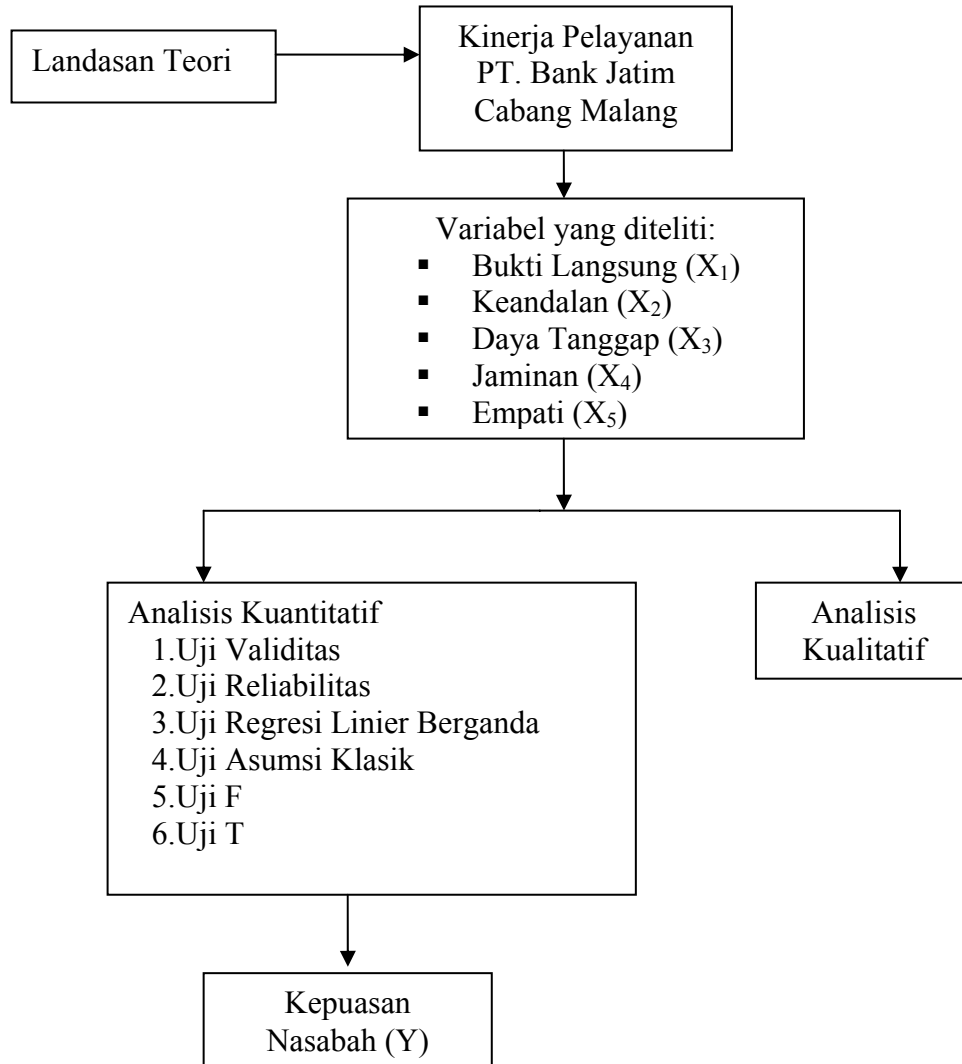 Landasan Teori
Kinerja Pelayanan
PT. Bank Jatim
Cabang Malang
Variabel yang diteliti:
▪ Bukti Langsung (X₁)
▪ Keandalan (X₂)
▪ Daya Tanggap (X₃)
▪ Jaminan (X₄)
▪ Empati (X₅)
Analisis Kuantitatif
1.Uji Validitas
2.Uji Reliabilitas
3.Uji Regresi Linier Berganda
4.Uji Asumsi Klasik
5.Uji F
6.Uji T
Analisis
Kualitatif
Kepuasan
Nasabah (Y)